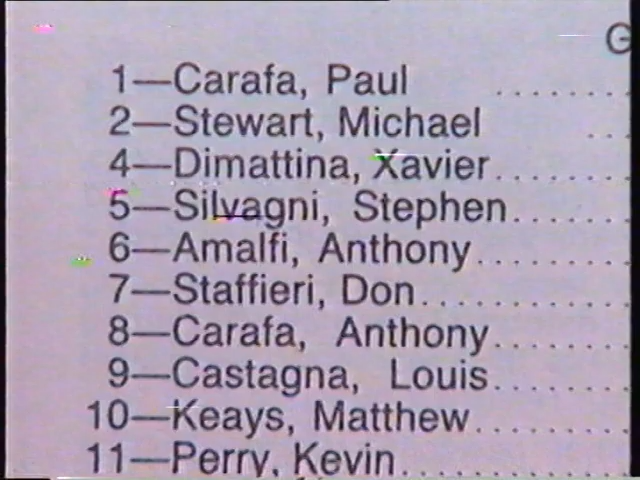 G
1—Carafa, Paul ........
2—Stewart, Michael ...
4—Dimattina, Xavier.......
5—Silvagni, Stephen......
6—Amalfi, Anthony........
7—Staffieri, Don..........
8—Carafa, Anthony.......
9—Castagna, Louis.......
10—Keays, Matthew........
11—Perry, Kevin............